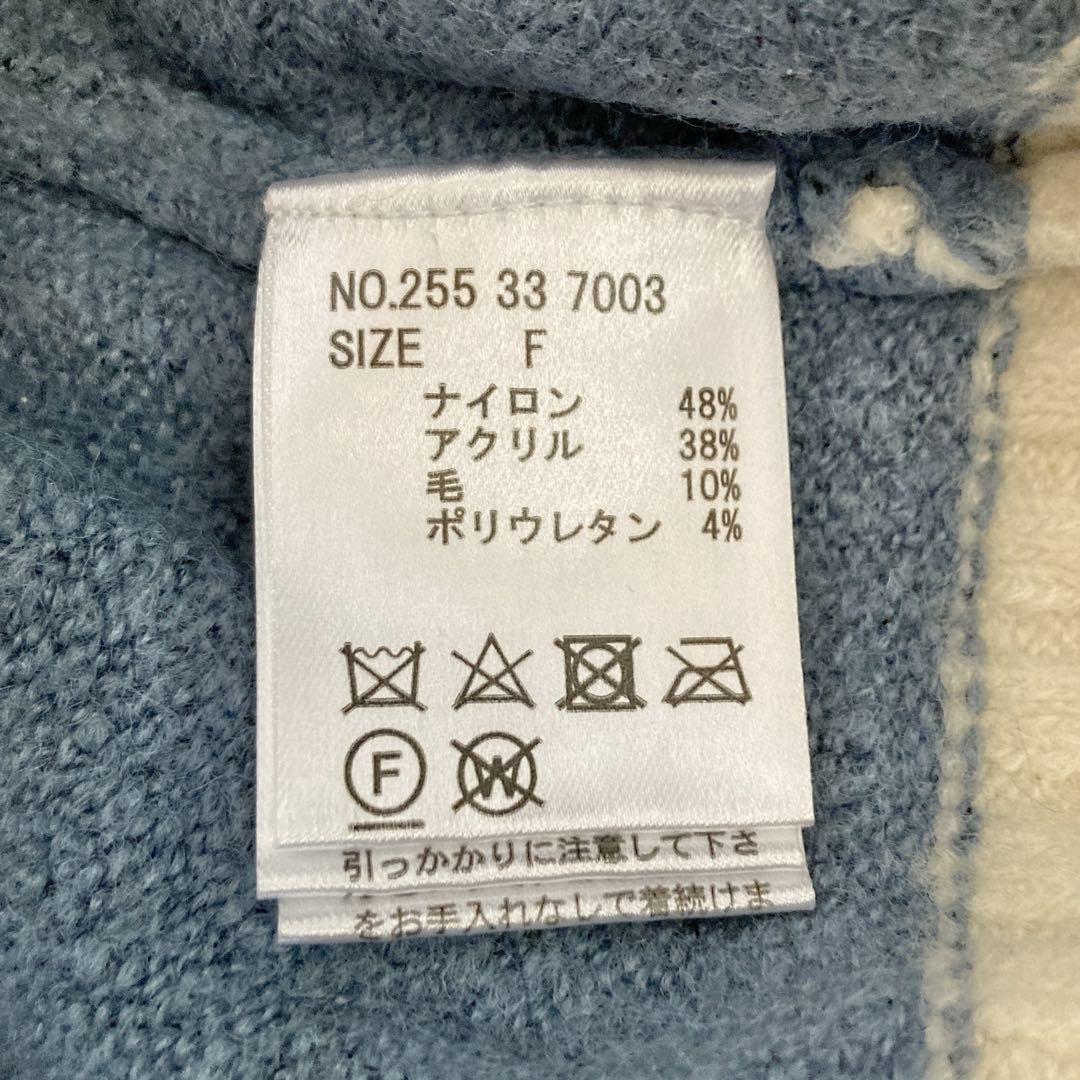 NO.255 33 7003
SIZE F
ナイロン 48%
アクリル 38%
毛 10%
ポリウレタン 4%
F
W
引っかかりに注意して下さ
をお手入れなしで着続けま